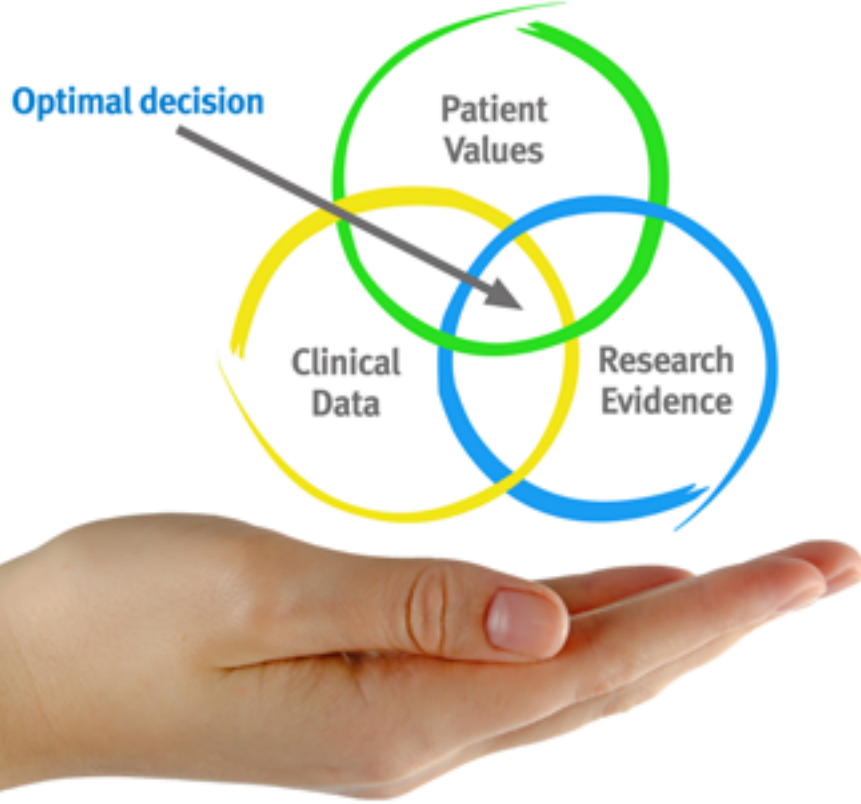 Optimal decision
Patient
Values
Clinical
Data
Research
Evidence